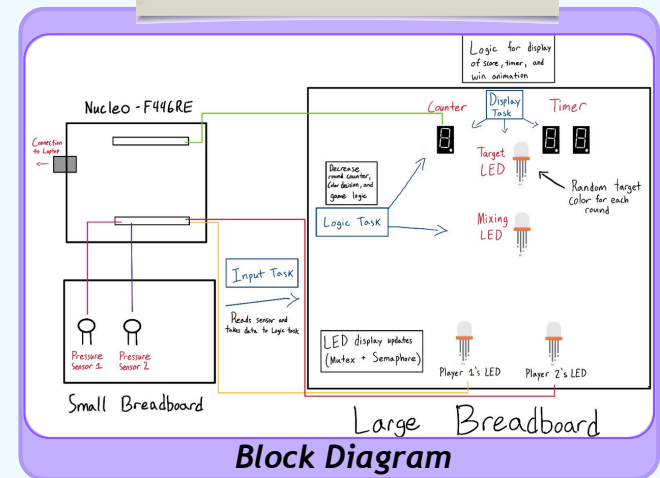 Logic for display
of score, timer, and
win animation
Nucleo-F446RE
Counter
Display
Task
Timer
Connection
to Laptop
Target
LED
Decrease
round counter,
Color decision, and
game logic
Random target
color for each
round
Logic Task
Mixing
LED
Input Task
Reads sensor and
takes data to Logic task
LED display updates
(Mutex + Semaphore)
Pressure
Sensor 1
Pressure
Sensor 2
Player 1's LED
Player 2's LED
Small Breadboard
Large Breadboard
Block Diagram